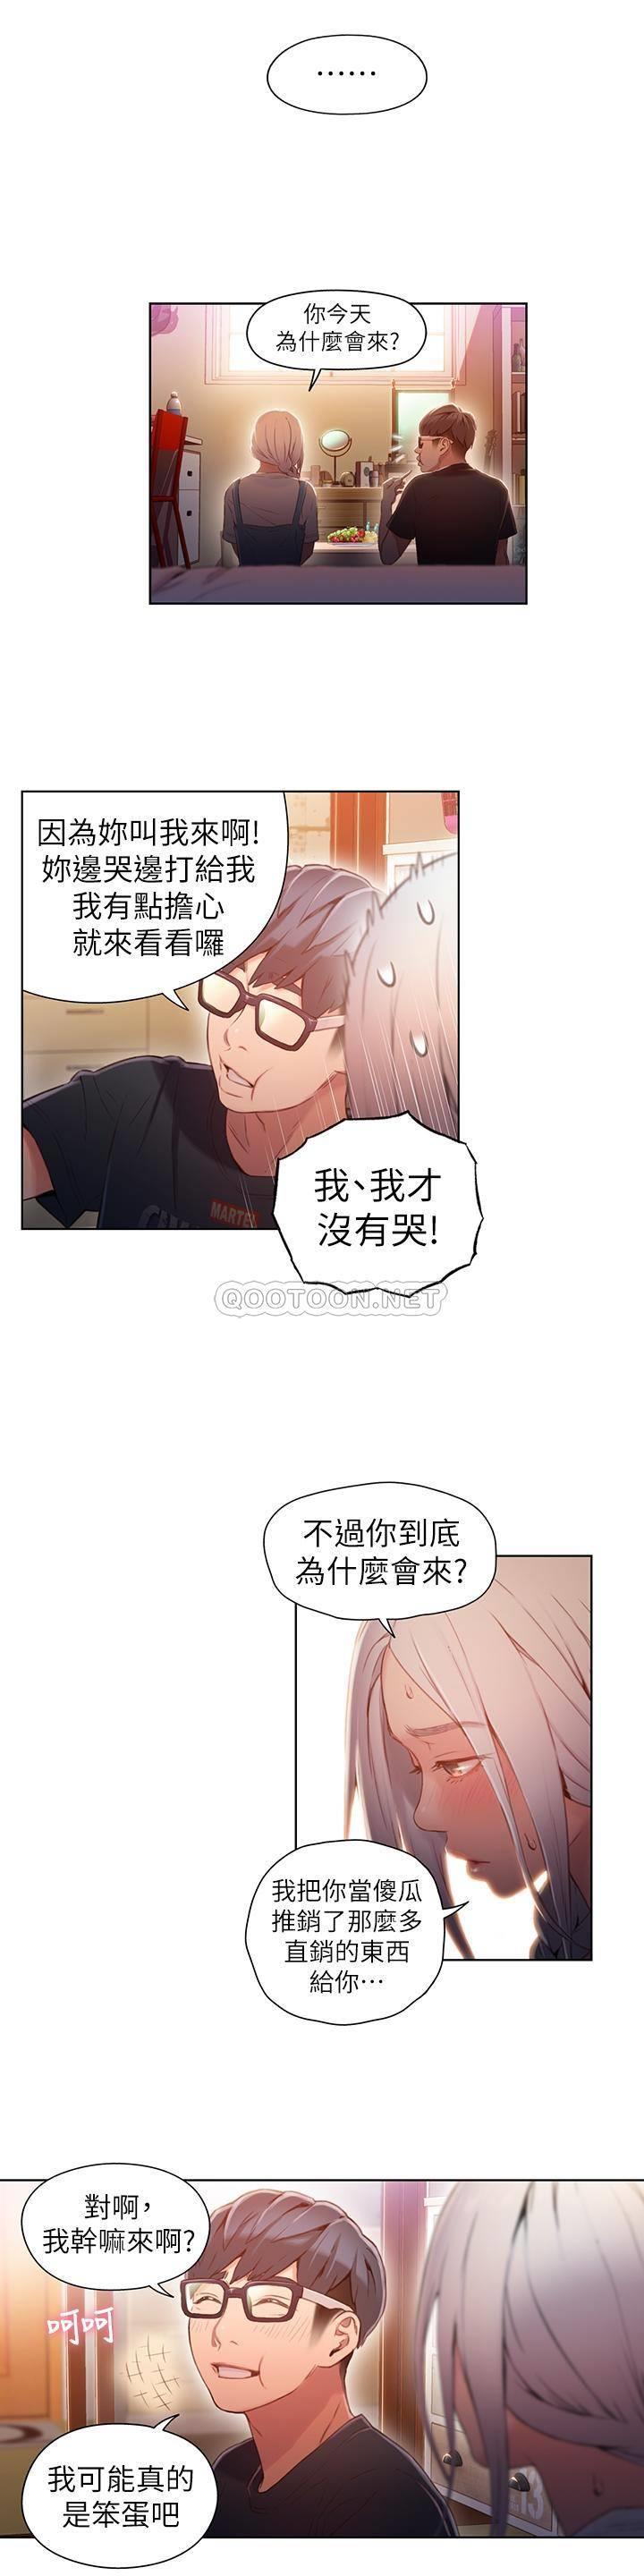 ······
你今天
為什麼會來?
因為妳叫我來啊!
妳邊哭邊打給我
我有點擔心
就來看看囉
MARTEL
我、我才
沒有哭!
QOOTOON.NET
不過你到底
為什麼會來?
我把你當傻瓜
推銷了那麼多
直銷的東西
給你…
對啊，
我幹嘛來啊?
呵呵
我可能真的
是笨蛋吧